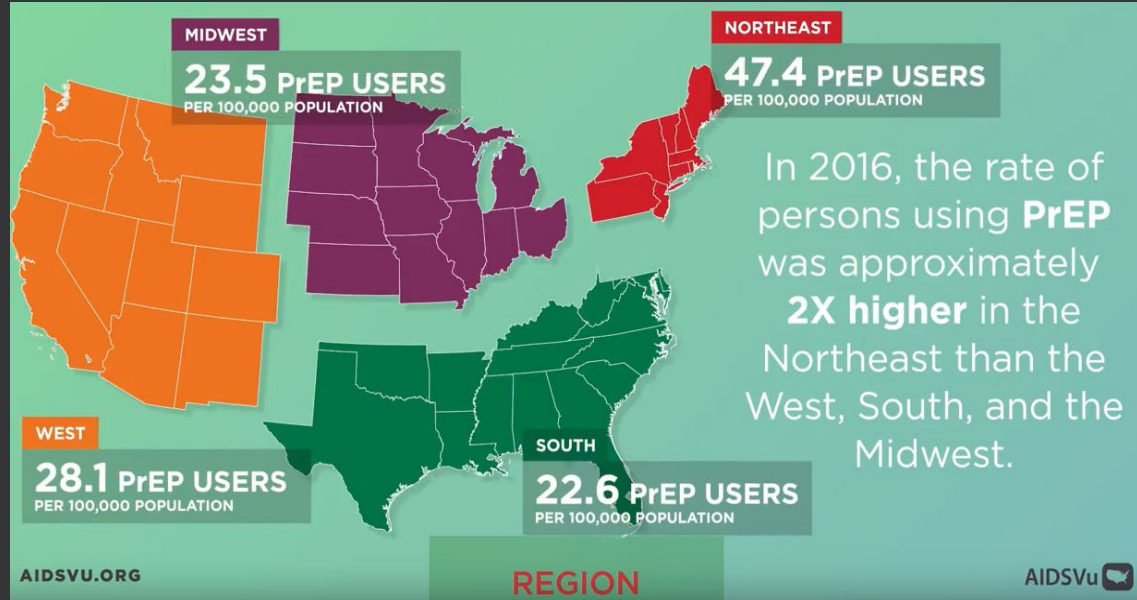 MIDWEST
23.5 PrEP USERS
PER 100,000 POPULATION
NORTHEAST
47.4 PrEP USERS
PER 100,000 POPULATION
In 2016, the rate of
persons using PrEP
was approximately
2X higher in the
Northeast than the
West, South, and the
Midwest.
WEST
28.1 PrEP USERS
PER 100,000 POPULATION
SOUTH
22.6 PrEP USERS
PER 100,000 POPULATION
AIDSVU.ORG
REGION
AIDSVu